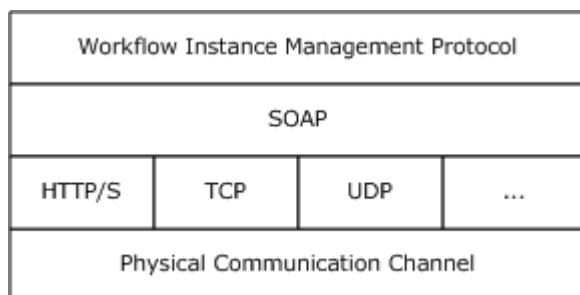 Workflow Instance Management Protocol
SOAP
HTTP/S TCP UDP ...
Physical Communication Channel